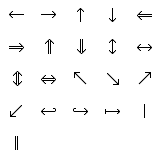 ← → ↑ ↓ ⇐
⇒ ⇑ ⇓ ↕ ↔
⇕ ⇔ ↖ ↘ ↗
↙ ↩ ↪ ↦ |
‖